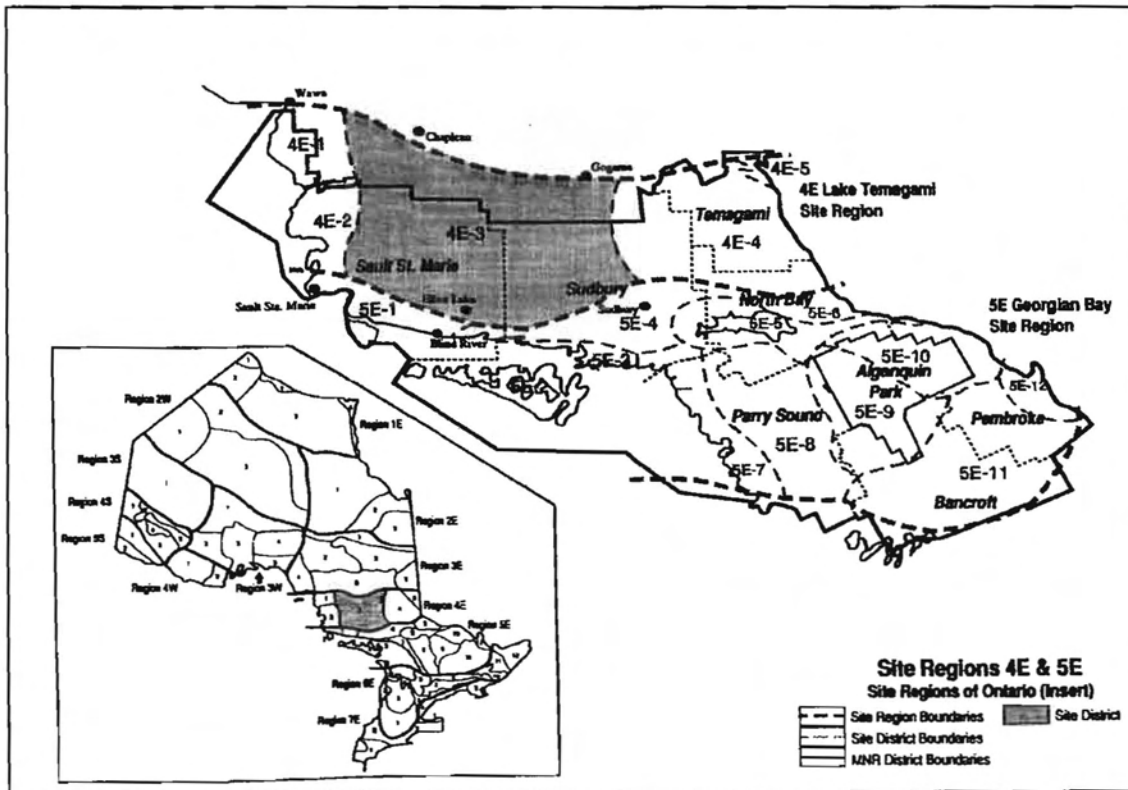 Wawa
Chapleau
Gogama
4E-1
4E-5
4E Lake Temagami
Site Region
Temagami
4E-2
4E-3
4E-4
Sault St. Marie
Sudbury
North Bay
Sault Ste. Marie
Elliot Lake
Sudbury
5E-1
5E-4
5E-5
5E-6
5E Georgian Bay
Site Region
Blind River
5E-10
Algonquin
Park
5E-12
5E-9
Pembroke
Parry Sound
5E-8
5E-7
5E-11
Bancroft
Region 2W
Region 1E
Region 3S
Region 4S
Region 2E
Region 3E
Region 4W
Region 3W
Region 4E
Region 5E
Region 6E
Region 7E
Site Regions 4E & 5E
Site Regions of Ontario (Insert)
Site Region Boundaries
Site District
Site District Boundaries
MNR District Boundaries